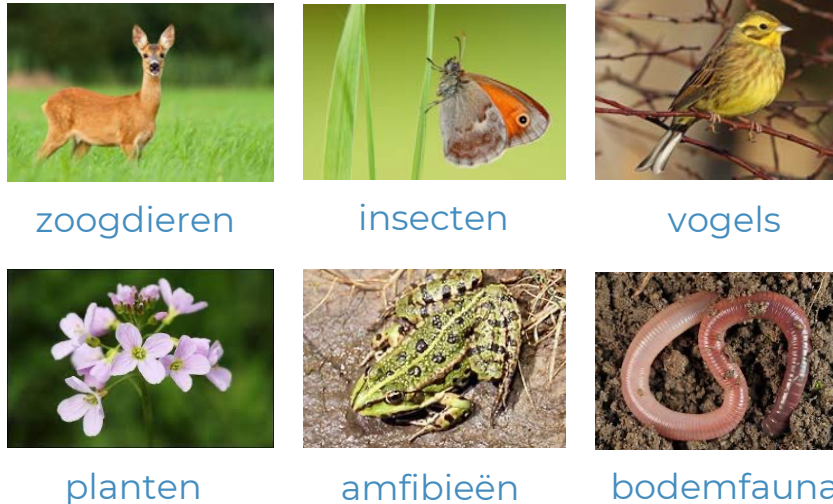 zoogdieren
insecten
vogels
planten
amfibieën
bodemfauna